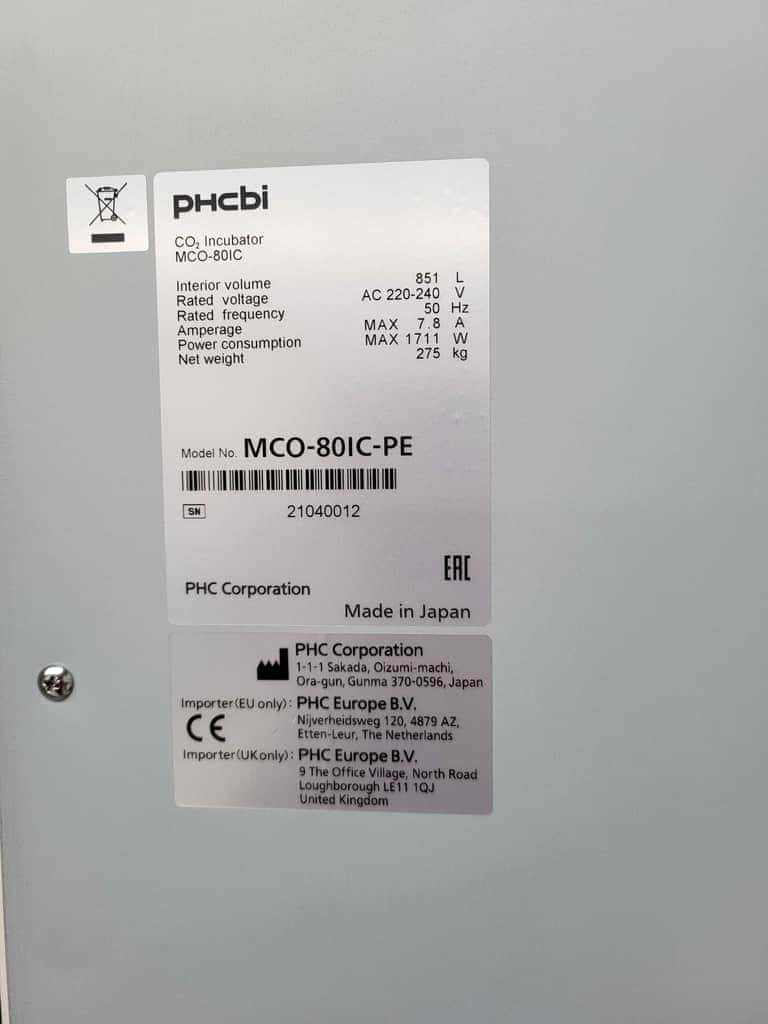 PHCbi
CO₂ Incubator
MCO-80IC
Interior volume 851 L
Rated voltage AC 220-240 V
Rated frequency 50 Hz
Amperage MAX 7.8 A
Power consumption MAX 1711 W
Net weight 275 kg
Model No. MCO-80IC-PE
SN 21040012
EAC
PHC Corporation
Made in Japan
PHC Corporation
1-1-1 Sakada, Oizumi-machi,
Ora-gun, Gunma 370-0596, Japan
Importer(EU only): PHC Europe B.V.
CE Nijverheidsweg 120, 4879 AZ,
Etten-Leur, The Netherlands
Importer(UK only): PHC Europe B.V.
9 The Office Village, North Road
Loughborough LE11 1QJ
United Kingdom